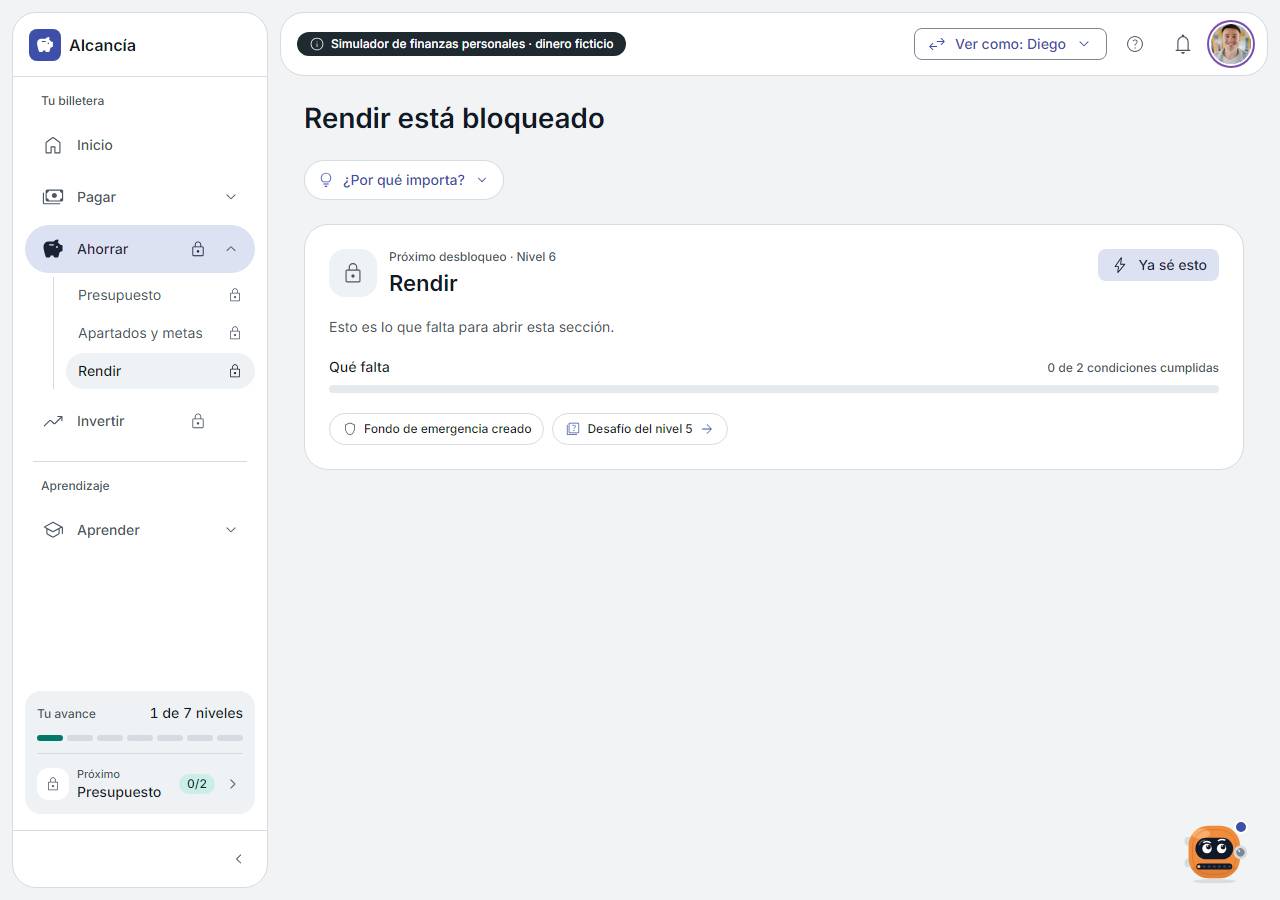 Alcancía
Tu billetera
Inicio
Pagar
Ahorrar
Presupuesto
Apartados y metas
Rendir
Invertir
Aprendizaje
Aprender
Tu avance
1 de 7 niveles
Próximo
Presupuesto
0/2
Simulador de finanzas personales · dinero ficticio
Ver como: Diego
Rendir está bloqueado
¿Por qué importa?
Próximo desbloqueo · Nivel 6
Rendir
Ya sé esto
Esto es lo que falta para abrir esta sección.
Qué falta
0 de 2 condiciones cumplidas
Fondo de emergencia creado
Desafío del nivel 5